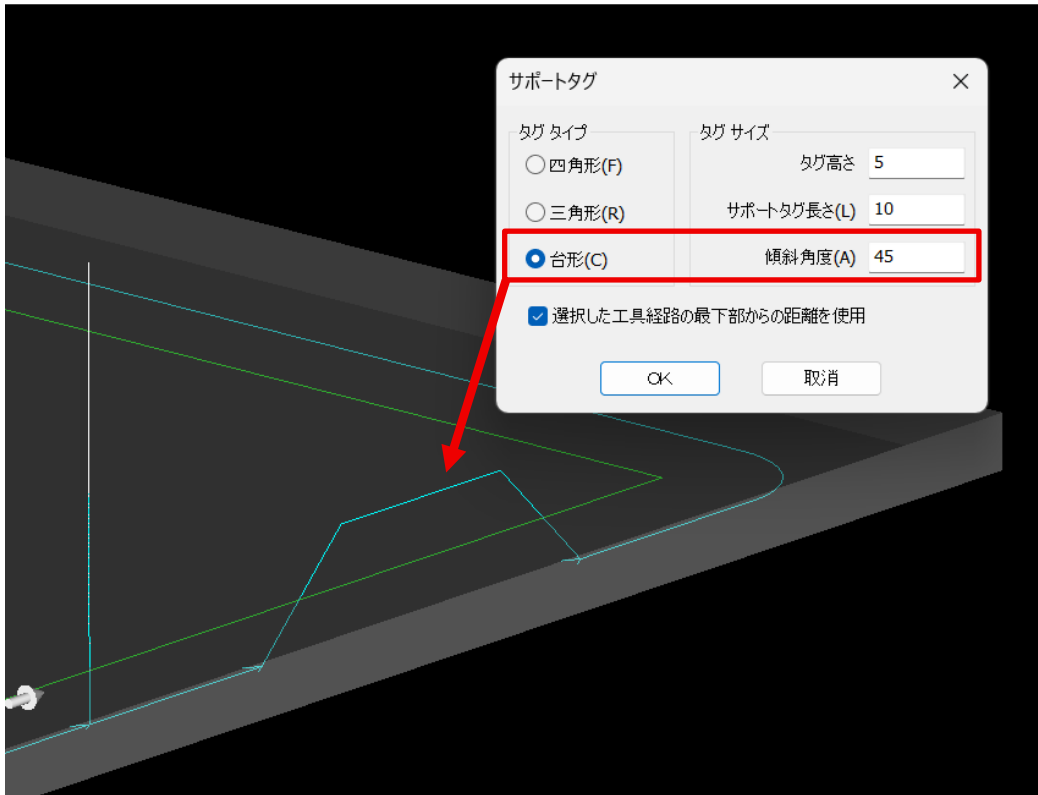 サポートタグ
タグ タイプ
四角形(F)
三角形(R)
台形(C)
タグ サイズ
タグ高さ 5
サポートタグ長さ(L) 10
傾斜角度(A) 45
選択した工具経路の最下部からの距離を使用
OK 取消